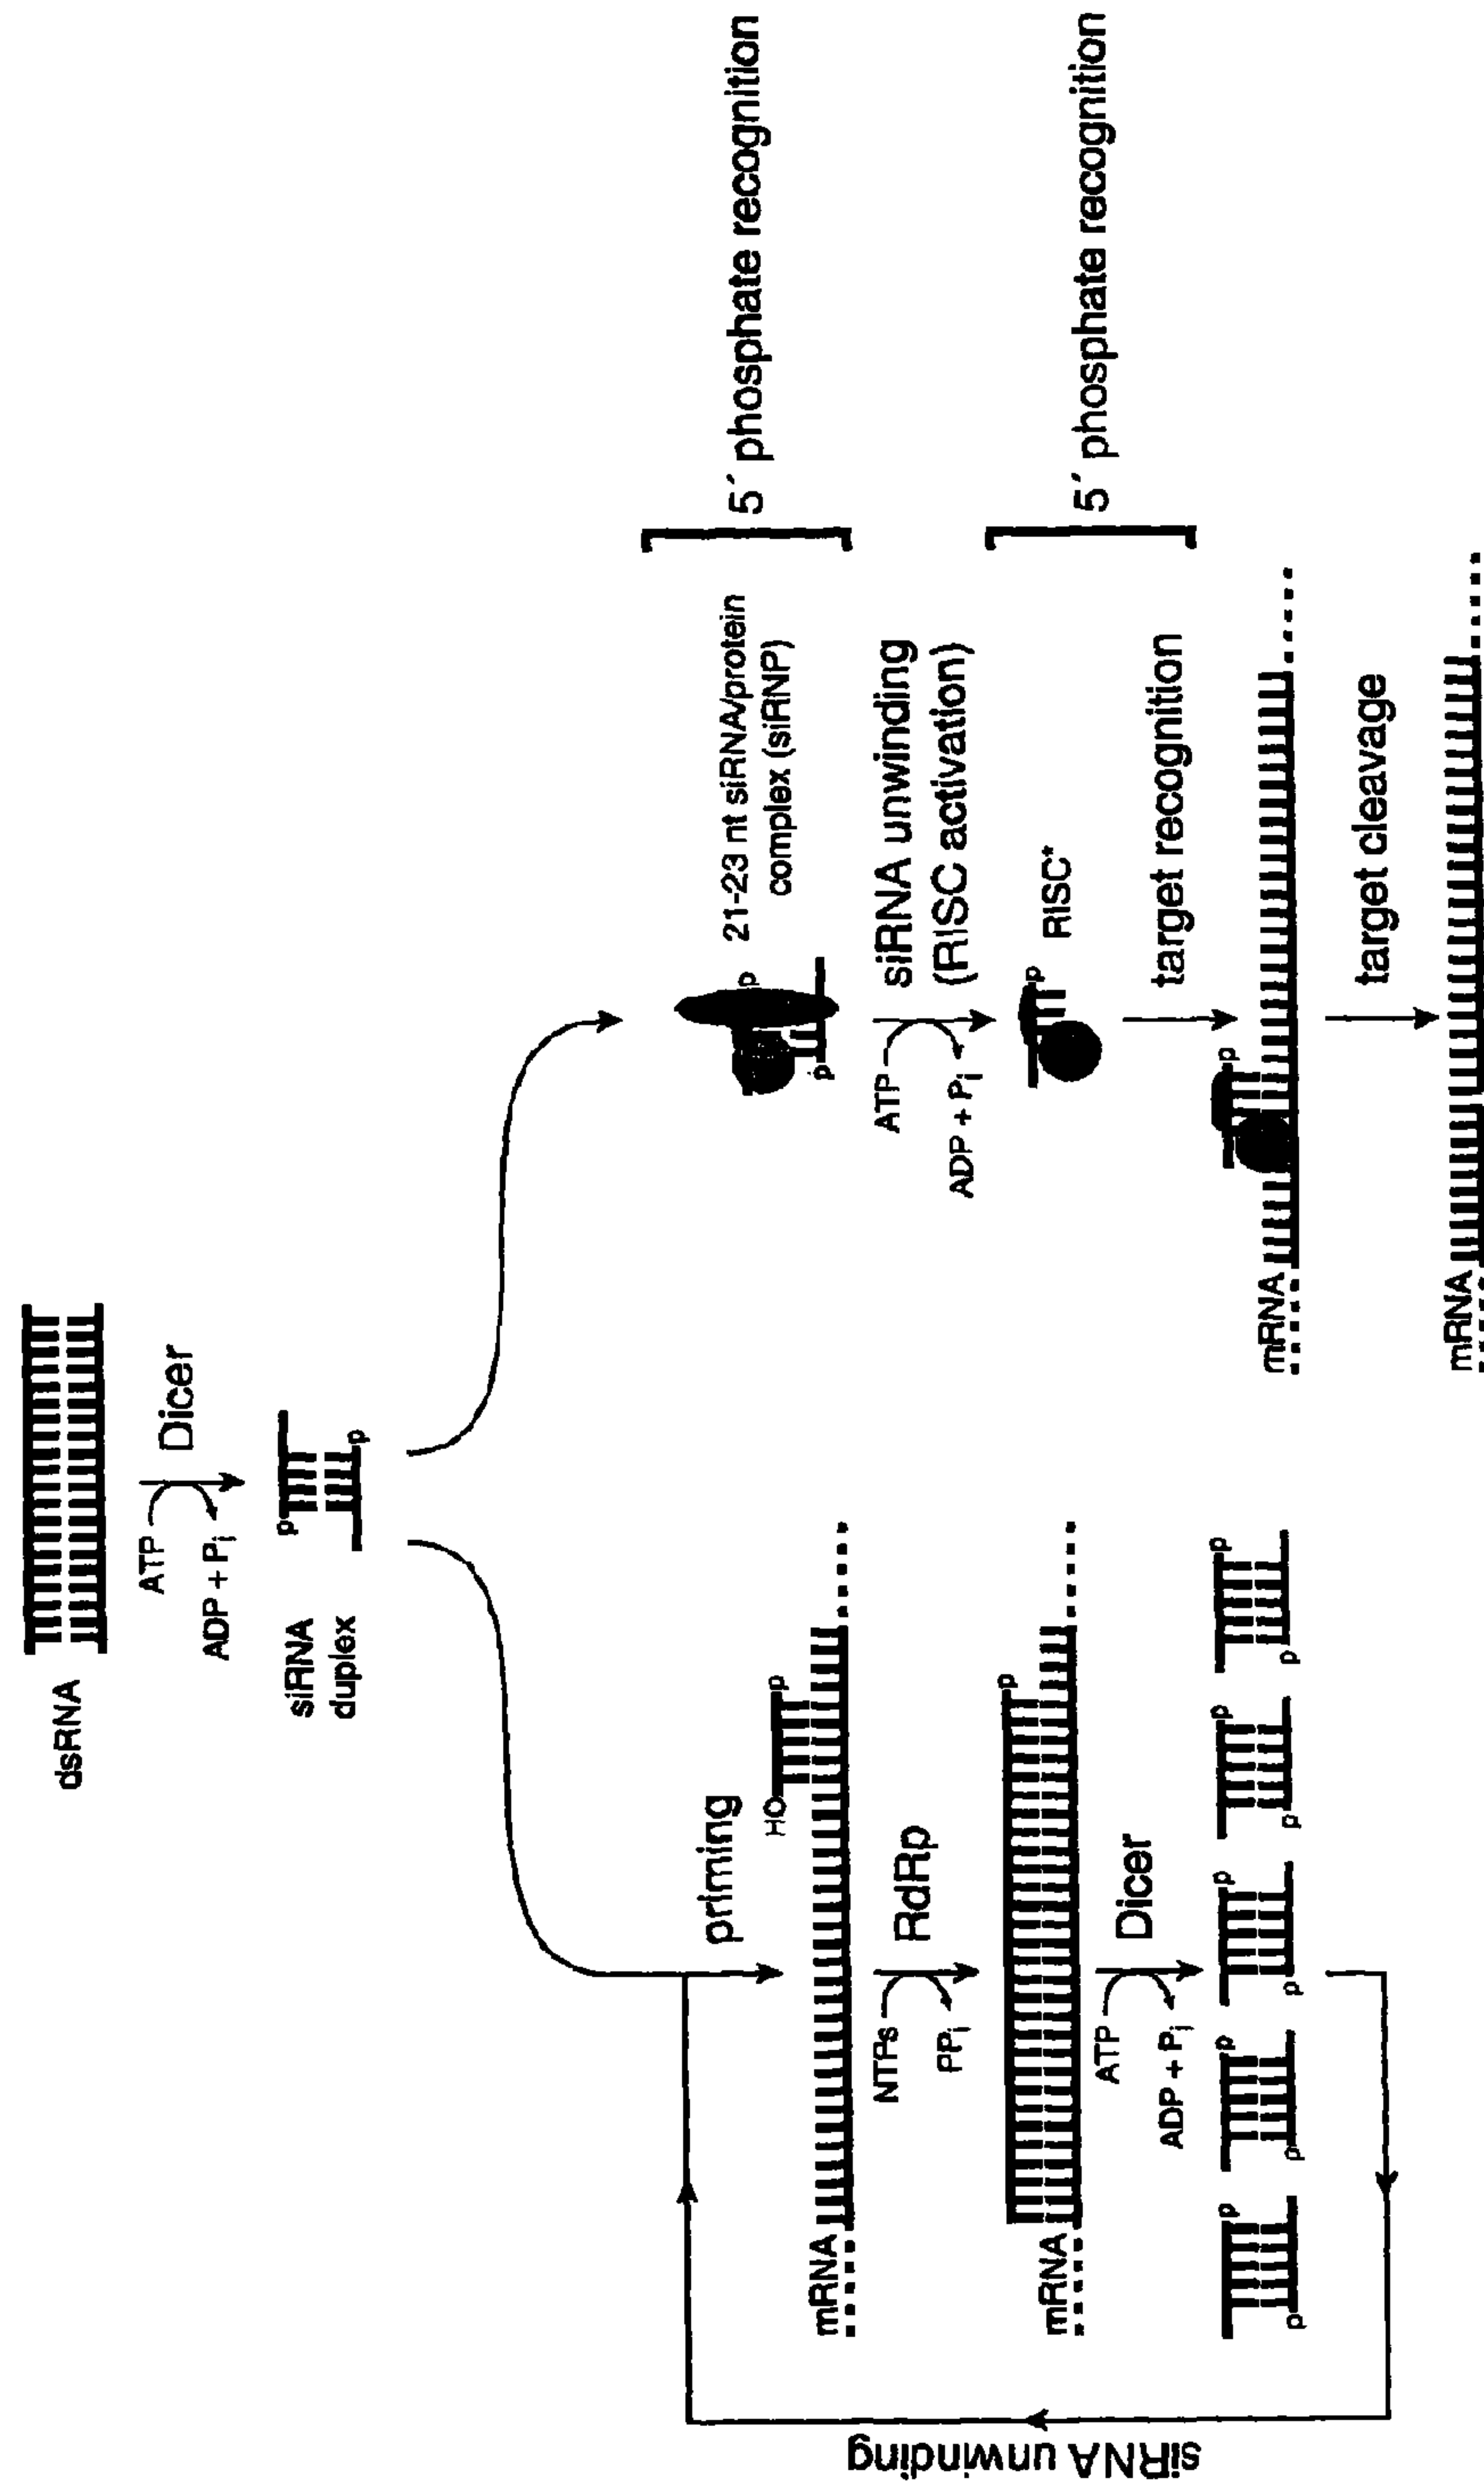 dsRNA
ATP
ADP + Pi
Dicer
siRNA
duplex
p
p
priming
HO
p
mRNA
NTPs
PPi
RdRp
p
mRNA
ATP
ADP + Pi
Dicer
p
p
p
p
p
p
p
p
p
p
siRNA unwinding
p
p
21-23 nt siRNA/protein
complex (siRNP)
5´ phosphate recognition
ATP
ADP + Pi
siRNA unwinding
(RISC activation)
p
RISC*
5´ phosphate recognition
target recognition
p
mRNA
target cleavage
mRNA